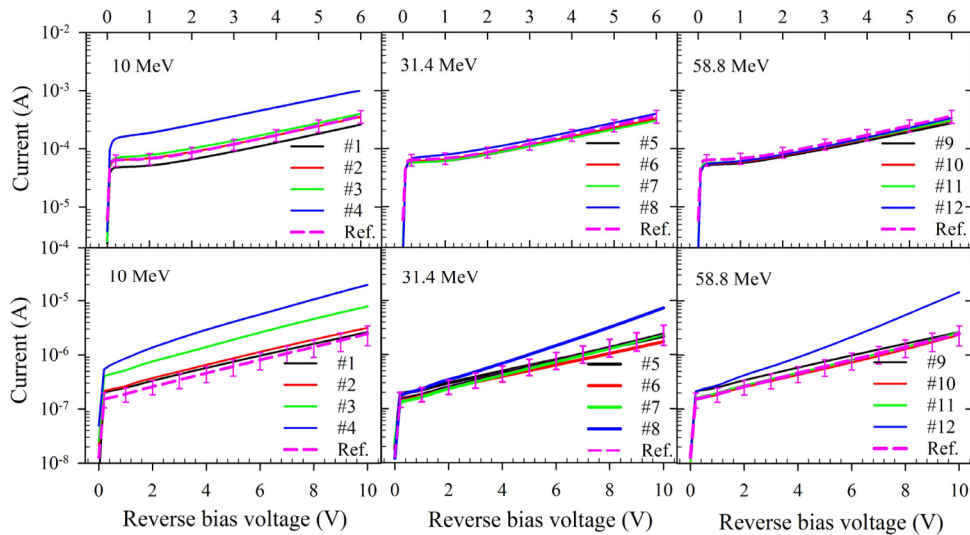 0 1 2 3 4 5 6 0 1 2 3 4 5 6 0 1 2 3 4 5 6
10⁻²
10 MeV 31.4 MeV 58.8 MeV
10⁻³
Current (A)
#1 #5 #9
10⁻⁴
#2 #6 #10
#3 #7 #11
10⁻⁵
#4 #8 #12
Ref. Ref. Ref.
10⁻⁴
10 MeV 31.4 MeV 58.8 MeV
10⁻⁵
Current (A)
10⁻⁶
#1 #5 #9
#2 #6 #10
10⁻⁷
#3 #7 #11
#4 #8 #12
Ref. Ref. Ref.
10⁻⁸
0 2 4 6 8 10 0 2 4 6 8 10 0 2 4 6 8 10
Reverse bias voltage (V) Reverse bias voltage (V) Reverse bias voltage (V)